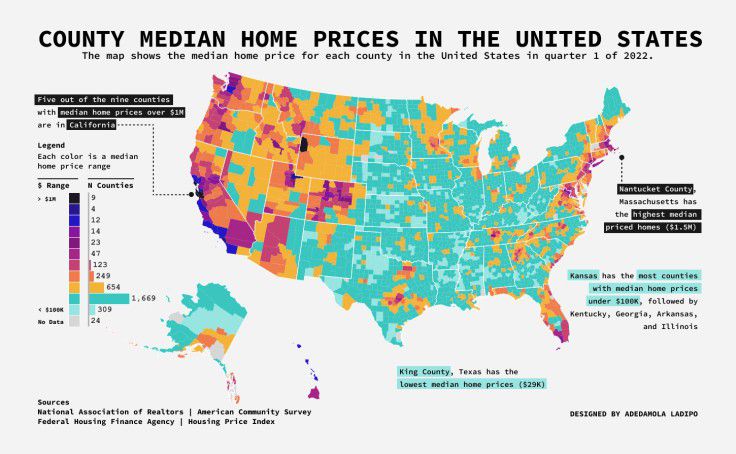 COUNTY MEDIAN HOME PRICES IN THE UNITED STATES
The map shows the median home price for each county in the United States in quarter 1 of 2022.
Five out of the nine counties
with median home prices over $1M
are in California
Legend
Each color is a median
home price range
$ Range N Counties
> $1M 9
4
12
14
23
47
123
249
654
1,669
< $100K 309
No Data 24
Nantucket County,
Massachusetts has
the highest median
priced homes ($1.5M)
Kansas has the most counties
with median home prices
under $100K, followed by
Kentucky, Georgia, Arkansas,
and Illinois
King County, Texas has the
lowest median home prices ($29K)
Sources
National Association of Realtors | American Community Survey
Federal Housing Finance Agency | Housing Price Index
DESIGNED BY ADEDAMOLA LADIPO